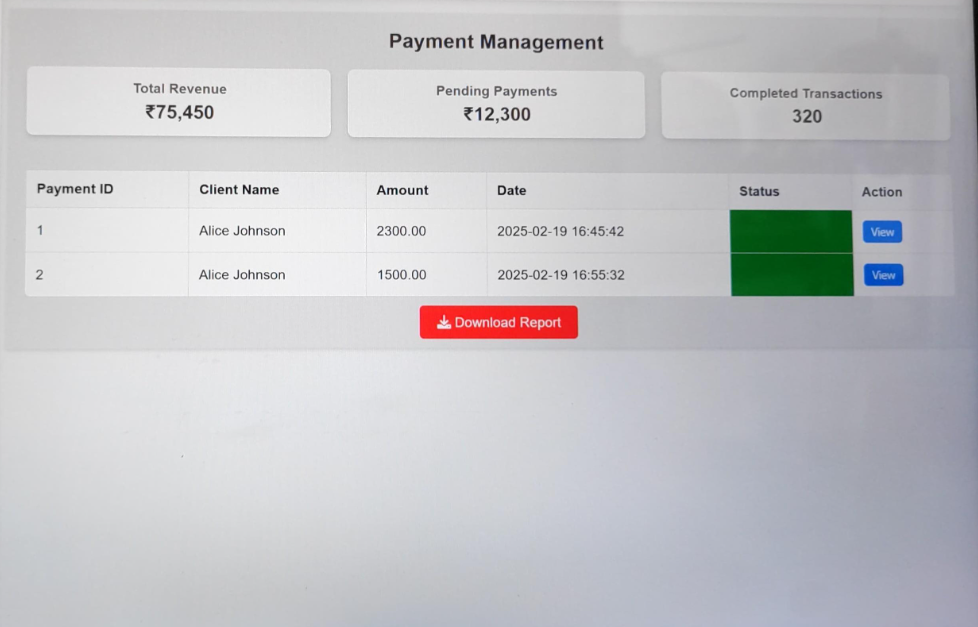 Payment Management
Total Revenue
₹75,450
Pending Payments
₹12,300
Completed Transactions
320
Payment ID Client Name Amount Date Status Action
1 Alice Johnson 2300.00 2025-02-19 16:45:42 View
2 Alice Johnson 1500.00 2025-02-19 16:55:32 View
Download Report